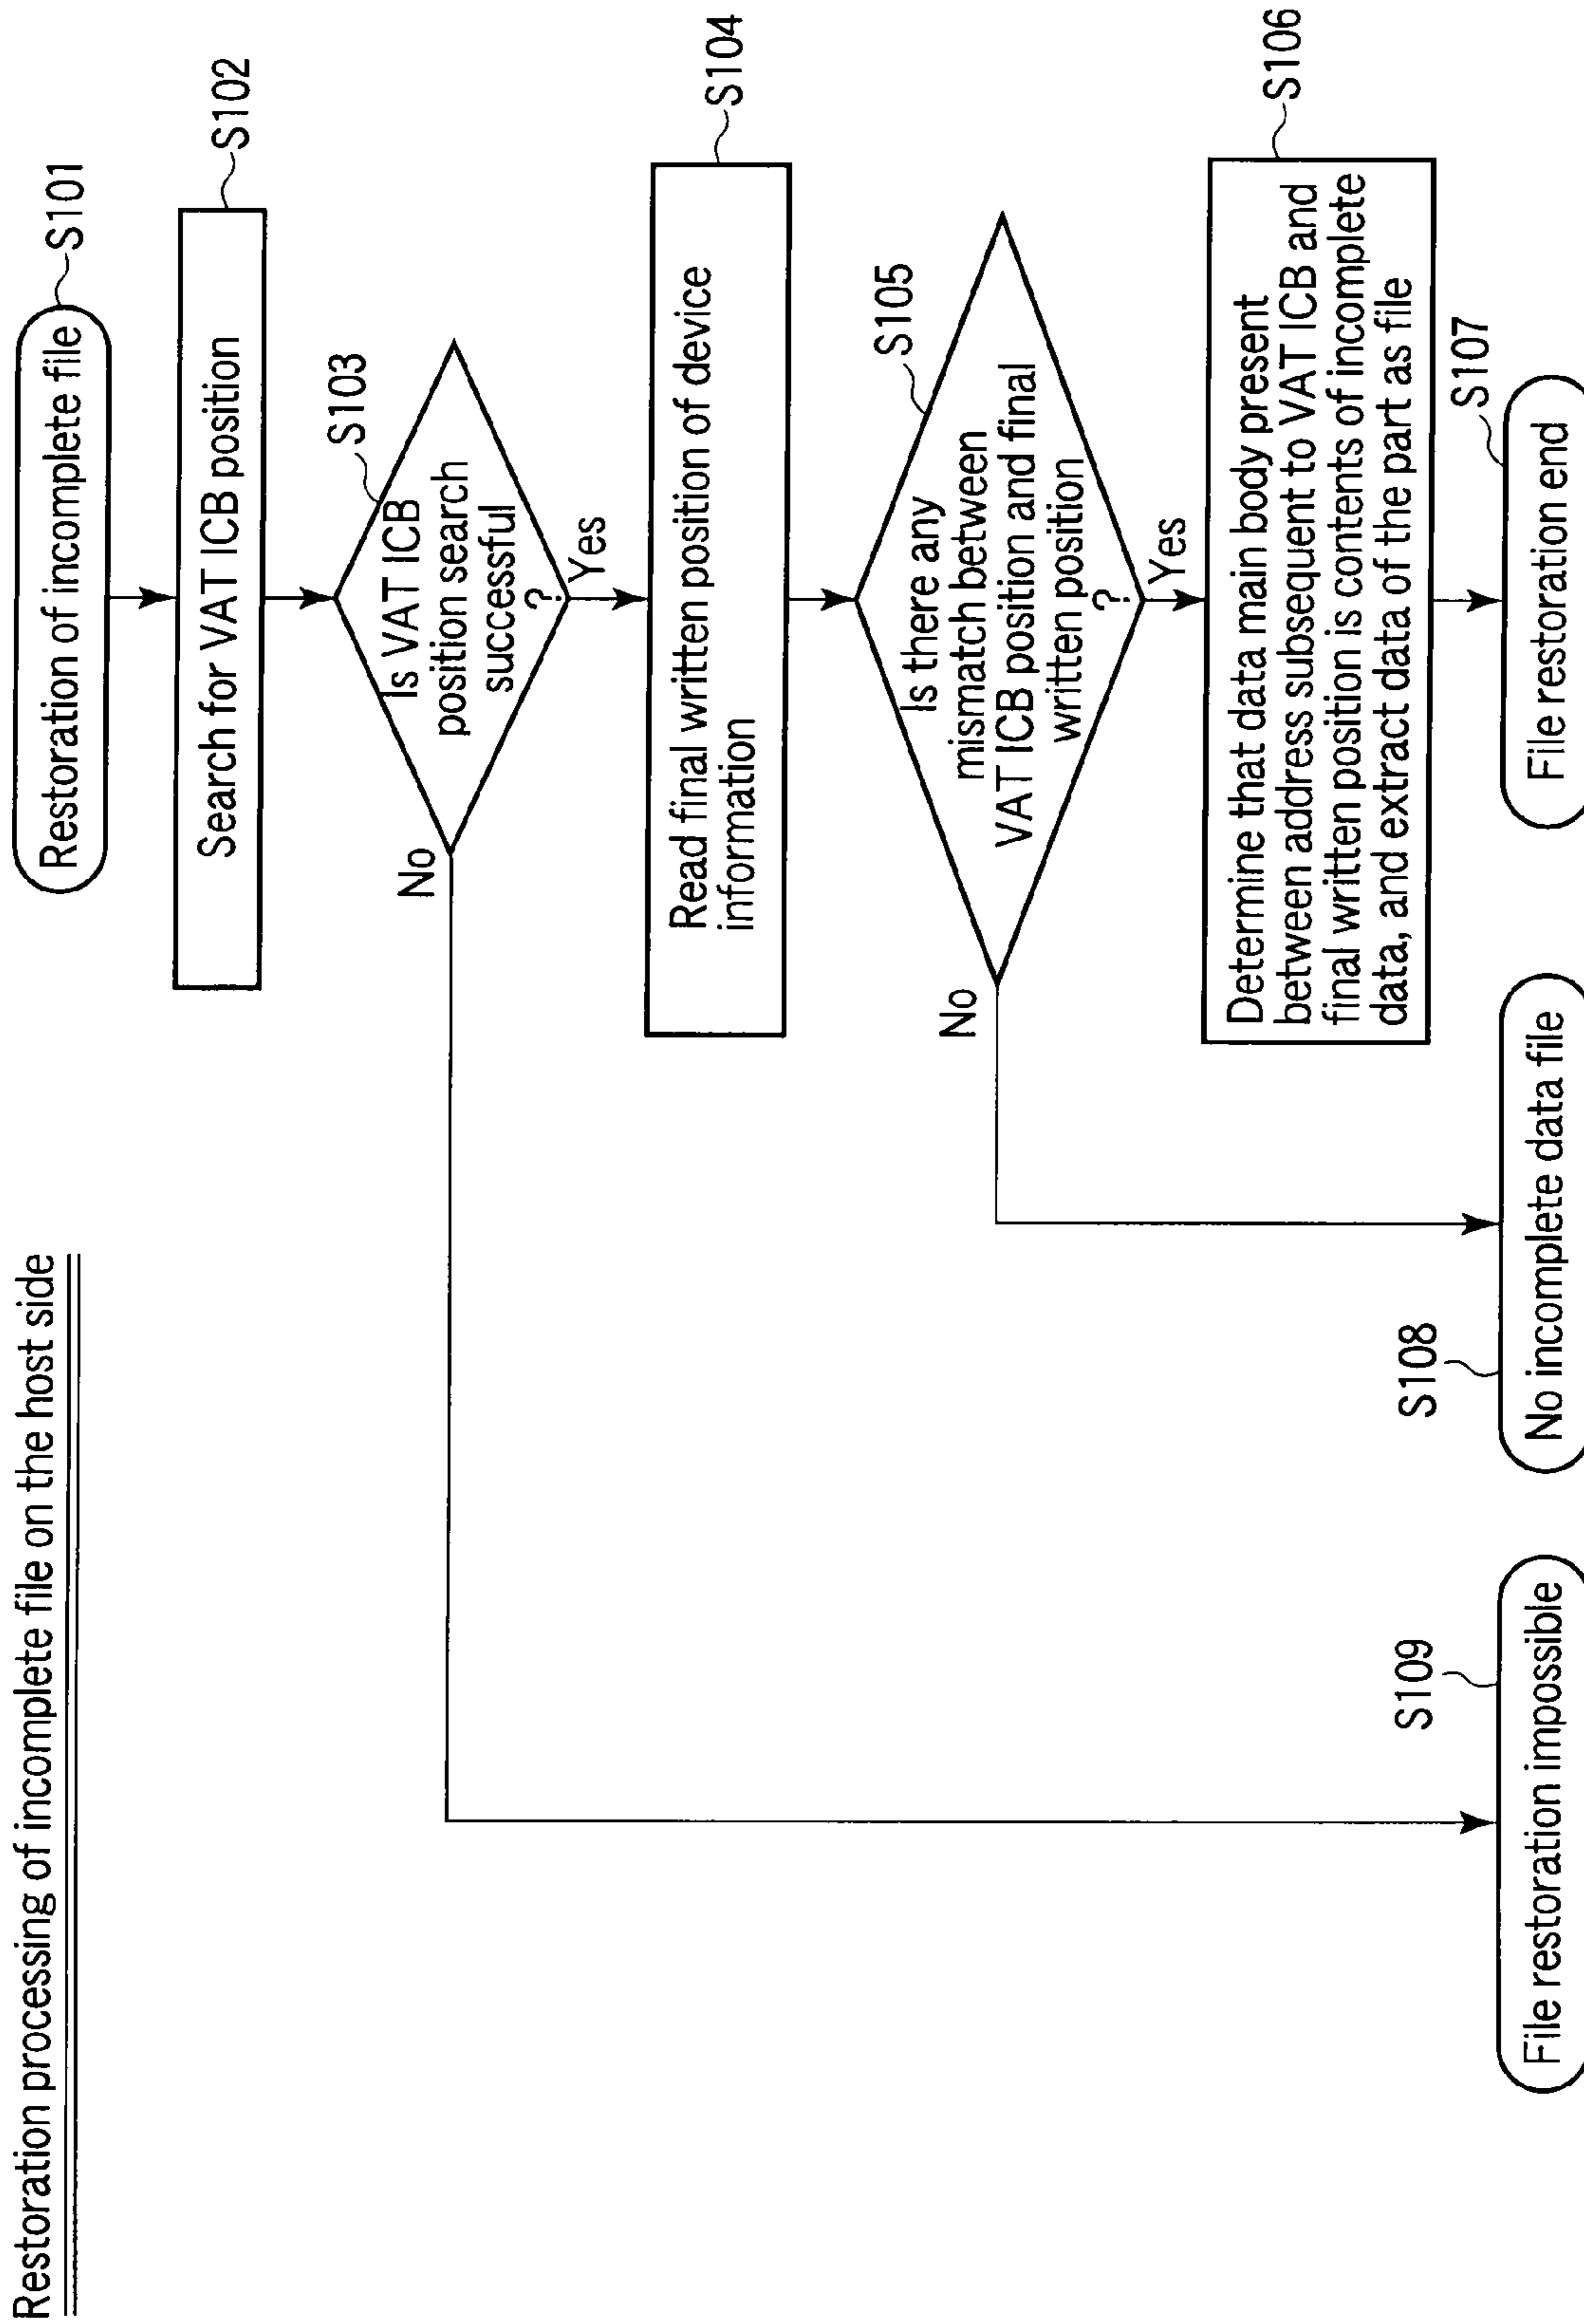 Restoration processing of incomplete file on the host side
Restoration of incomplete file
S101
Search for VAT ICB position
S102
S103
Is VAT ICB
position search
successful
?
No
Yes
Read final written position of device
information
S104
S105
Is there any
mismatch between
VAT ICB position and final
written position
?
No
Yes
Determine that data main body present
between address subsequent to VAT ICB and
final written position is contents of incomplete
data, and extract data of the part as file
S106
S109
File restoration impossible
S108
No incomplete data file
S107
File restoration end